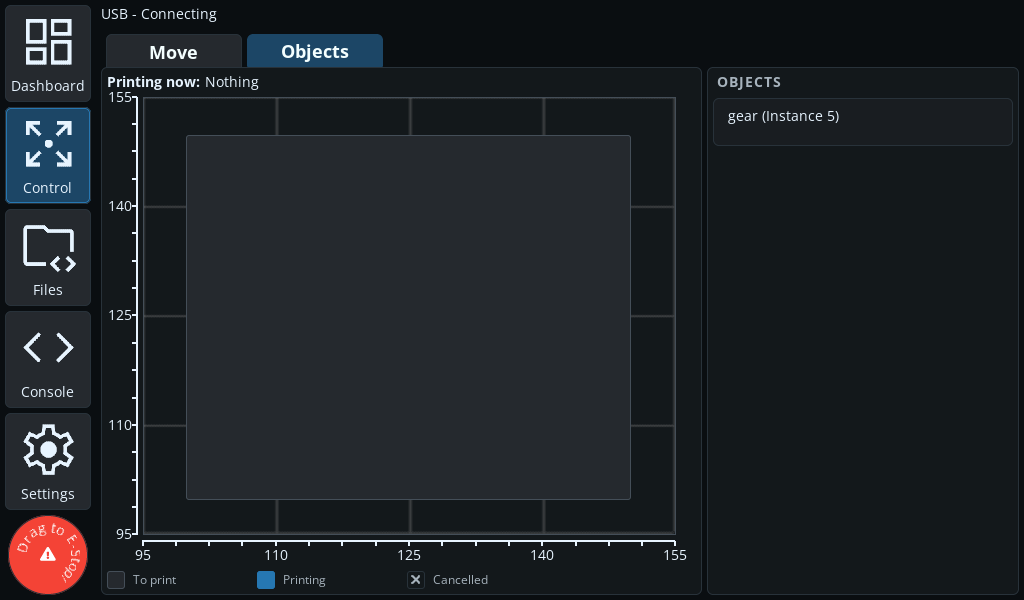 USB - Connecting
Dashboard
Control
Files
Console
Settings
Drag to E-Stop!
Move
Objects
Printing now: Nothing
155
140
125
110
95
95
110
125
140
155
To print
Printing
Cancelled
OBJECTS
gear (Instance 5)